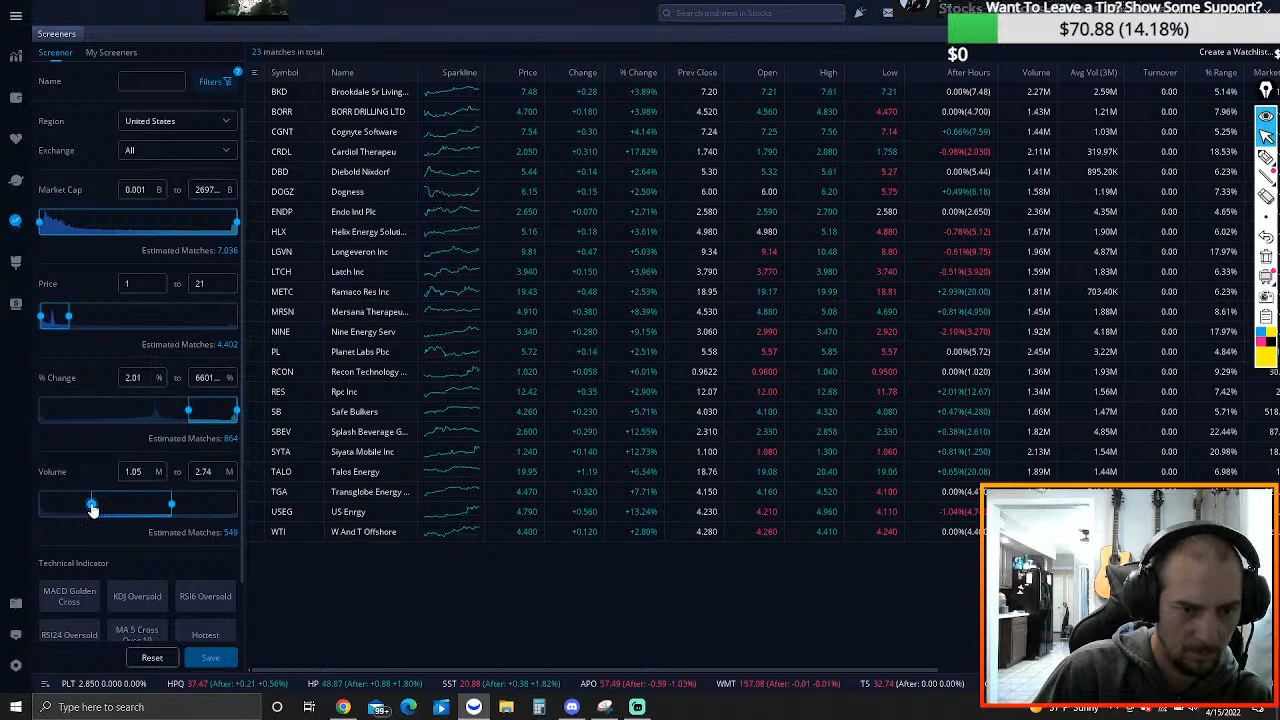 Stocks Want To Leave a Tip? Show Some Support?
Search and view in Stocks
$70.88 (14.18%)
$0
Screeners
Screener My Screeners
23 matches in total.
Create a Watchlist...
Name
Filters
Region United States
Exchange All
Market Cap 0.001 B to 2697... B
Estimated Matches: 7,036
Price 1 to 21
Estimated Matches: 4,402
% Change 2.01 % to 6601... %
Estimated Matches: 864
Volume 1.05 M to 2.74 M
Estimated Matches: 549
Technical Indicator
MACD Golden Cross KDJ Oversold RSI6 Oversold
RSI24 Oversold MA 5 Cross Hottest
Reset Save
Symbol Name Sparkline Price Change % Change Prev Close Open High Low After Hours Volume Avg Vol (3M) Turnover % Range Market
BKD Brookdale Sr Living... 7.48 +0.28 +3.89% 7.20 7.21 7.61 7.21 0.00%(7.48) 2.27M 2.59M 0.00 5.14%
BORR BORR DRILLING LTD 4.700 +0.180 +3.98% 4.520 4.560 4.830 4.470 0.00%(4.700) 1.43M 1.21M 0.00 7.96%
CGNT Cognyte Software 7.54 +0.30 +4.14% 7.24 7.25 7.56 7.14 +0.66%(7.59) 1.44M 1.03M 0.00 5.25%
CRDL Cardiol Therapeu 2.050 +0.310 +17.82% 1.740 1.790 2.080 1.758 -0.98%(2.030) 2.11M 319.97K 0.00 18.53%
DBD Diebold Nixdorf 5.44 +0.14 +2.64% 5.30 5.32 5.61 5.27 0.00%(5.44) 1.41M 895.20K 0.00 6.23%
DOGZ Dogness 6.15 +0.15 +2.50% 6.00 6.00 6.20 5.75 +0.49%(6.18) 1.58M 1.19M 0.00 7.33%
ENDP Endo Intl Plc 2.650 +0.070 +2.71% 2.580 2.590 2.700 2.580 0.00%(2.650) 2.36M 4.35M 0.00 4.65%
HLX Helix Energy Soluti... 5.16 +0.18 +3.61% 4.980 4.980 5.18 4.880 -0.78%(5.12) 1.67M 1.90M 0.00 6.02%
LGVN Longeveron Inc 9.81 +0.47 +5.03% 9.34 9.14 10.48 8.80 -0.61%(9.75) 1.43M 1.01M 0.00 17.97%
LTCH Latch Inc 3.940 +0.150 +3.96% 3.790 3.770 3.980 3.740 -0.51%(3.920) 1.59M 1.83M 0.00 6.33%
METC Ramaco Res Inc 19.43 +0.48 +2.53% 18.95 19.17 19.99 18.81 +2.93%(20.00) 1.81M 703.40K 0.00 6.23%
MRSN Mersana Therapeu... 4.910 +0.380 +8.39% 4.530 4.690 5.08 4.690 +0.81%(4.950) 1.45M 1.88M 0.00 8.61%
NINE Nine Energy Serv 3.340 +0.280 +9.15% 3.060 2.990 3.470 2.920 -2.10%(3.270) 1.92M 4.18M 0.00 17.97%
PL Planet Labs Pbc 5.72 +0.14 +2.51% 5.58 5.57 5.85 5.57 0.00%(5.72) 2.45M 3.22M 0.00 4.84%
RCON Recon Technology ... 1.020 +0.058 +6.01% 0.9622 0.9600 1.040 0.9500 0.00%(1.020) 1.36M 1.93M 0.00 9.29% 30.
RES Rpc Inc 12.42 +0.35 +2.90% 12.07 12.00 12.68 11.78 +2.01%(12.67) 1.34M 1.56M 0.00 7.42%
SB Safe Bulkers 4.260 +0.230 +5.71% 4.030 4.100 4.320 4.080 +0.47%(4.280) 1.66M 1.47M 0.00 5.71% 518.
SBEV Splash Beverage G... 2.600 +0.290 +12.55% 2.310 2.330 2.858 2.330 +0.38%(2.610) 1.81M 4.85M 0.00 22.44% 87.
SYTA Siyata Mobile Inc 1.240 +0.140 +12.73% 1.100 1.080 1.300 1.060 +0.81%(1.250) 2.13M 1.54M 0.00
TALO Talos Energy 19.95 +1.19 +6.34% 18.76 19.08 20.40 19.06 +0.65%(20.08) 1.89M 1.44M 0.00 6.98%
TGA Transglobe Energy ... 4.470 +0.320 +7.71% 4.150 4.160 4.520 4.100
USEG US Enrgy 4.790 +0.560 +13.24% 4.230 4.210 4.960 4.110
WTI W And T Offshore 4.400 +0.120 +2.80% 4.280 4.260 4.410 4.240
PLT 2.850 0.000 0.00% HPQ 37.47 (After: +0.21 +0.56%) HP 48.87 (After: +0.88 +1.80%) SST 20.88 (After: +0.38 +1.82%) APO 57.49 (After: -0.59 -1.03%) WMT 157.08 (After: -0.01 -0.01%) TS 32.74 (After: 0.00 0.00%)
Type here to search
Sunny
4/15/2022